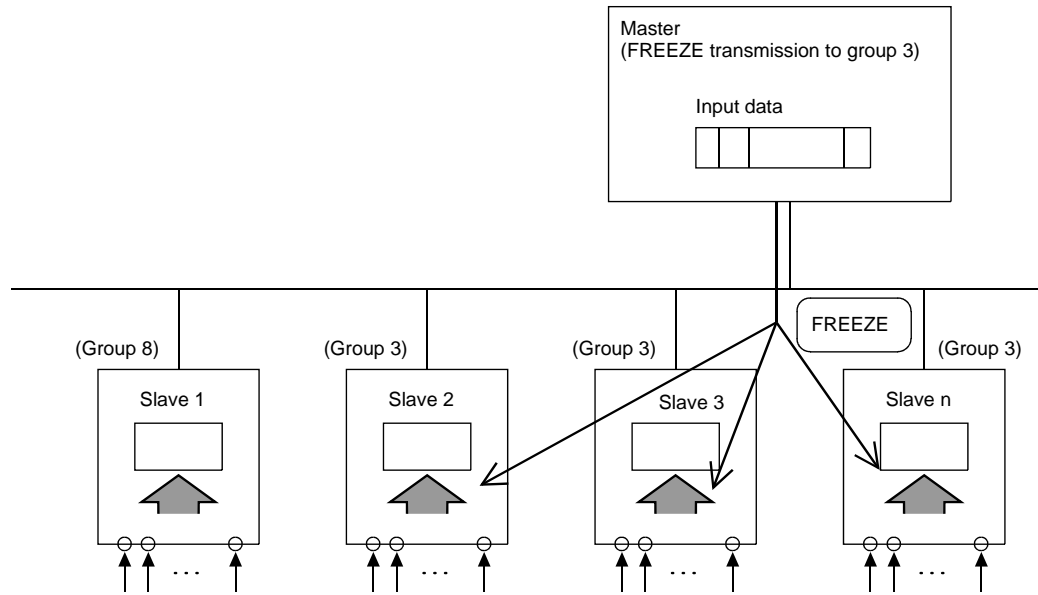 Master
(FREEZE transmission to group 3)
Input data
FREEZE
(Group 8)
(Group 3)
(Group 3)
(Group 3)
Slave 1
Slave 2
Slave 3
Slave n
. . .
. . .
. . .
. . .